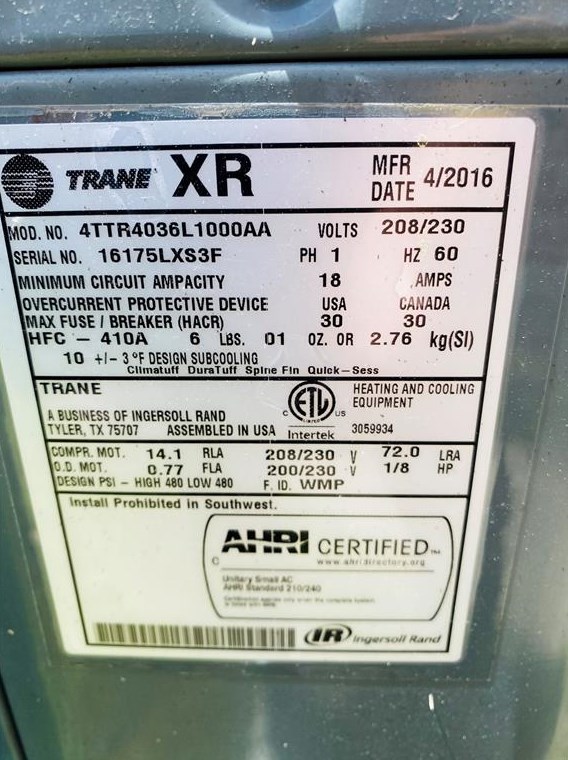 TRANE XR MFR DATE 4/2016
MOD. NO. 4TTR4036L1000AA VOLTS 208/230
SERIAL NO. 16175LXS3F PH 1 HZ 60
MINIMUM CIRCUIT AMPACITY 18 AMPS
OVERCURRENT PROTECTIVE DEVICE USA CANADA
MAX FUSE / BREAKER (HACR) 30 30
HFC - 410A 6 LBS. 01 OZ. OR 2.76 kg(SI)
10 +/- 3 °F DESIGN SUBCOOLING
Climatuff DuraTuff Spine Fin Quick-Sess
TRANE
A BUSINESS OF INGERSOLL RAND
TYLER, TX 75707 ASSEMBLED IN USA
C ETL US
LISTED
Intertek
HEATING AND COOLING
EQUIPMENT
3059934
COMPR. MOT. 14.1 RLA 208/230 V 72.0 LRA
O.D. MOT. 0.77 FLA 200/230 V 1/8 HP
DESIGN PSI - HIGH 480 LOW 480 F. ID. WMP
Install Prohibited in Southwest.
AHRI CERTIFIED TM
www.ahridirectory.org
Unitary Small AC
AHRI Standard 210/240
IR Ingersoll Rand